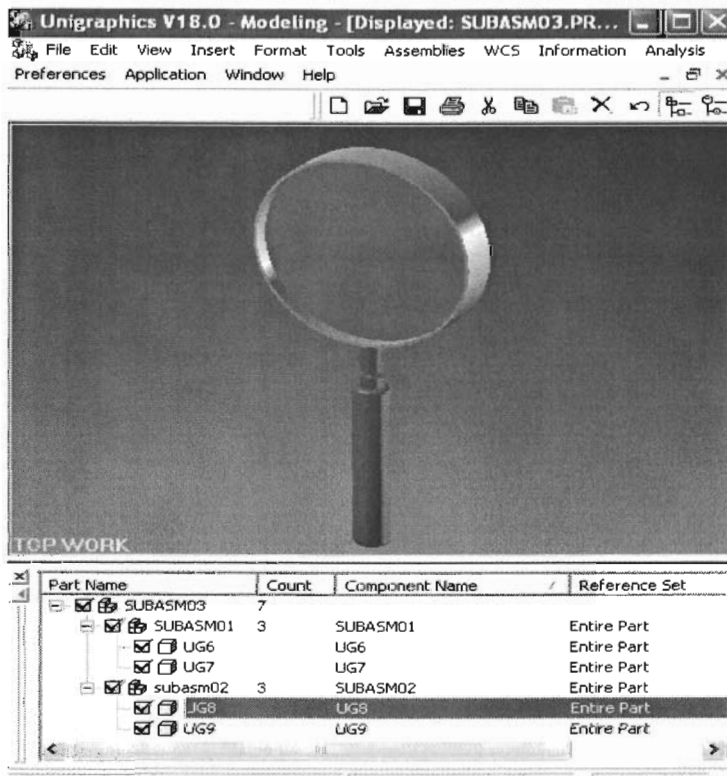 Unigraphics V18.0 - Modeling - [Displayed: SUBASM03.PR...
File Edit View Insert Format Tools Assemblies WCS Information Analysis
Preferences Application Window Help
TOP WORK
Part Name Count Component Name Reference Set
SUBASM03 7
SUBASM01 3 SUBASM01 Entire Part
UG6 UG6 Entire Part
UG7 UG7 Entire Part
subasm02 3 SUBASM02 Entire Part
UG8 UG8 Entire Part
UG9 UG9 Entire Part